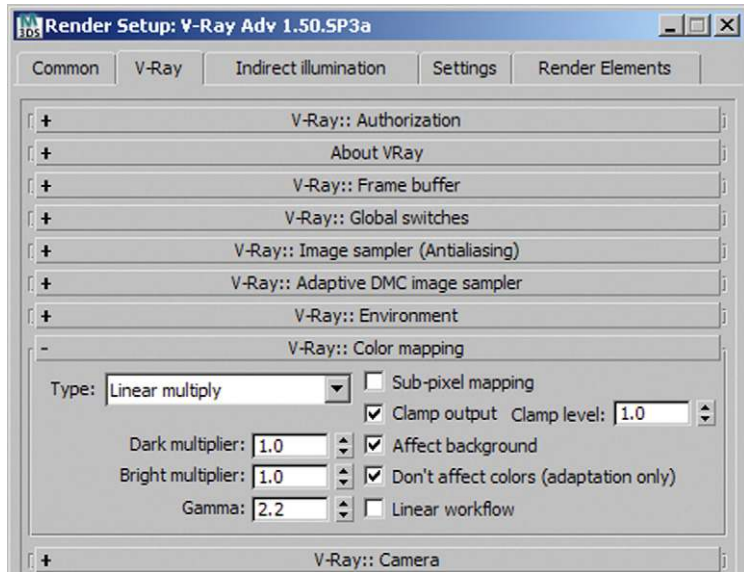 M
3DS
Render Setup: V-Ray Adv 1.50.SP3a
Common V-Ray Indirect illumination Settings Render Elements
+ V-Ray:: Authorization
+ About VRay
+ V-Ray:: Frame buffer
+ V-Ray:: Global switches
+ V-Ray:: Image sampler (Antialiasing)
+ V-Ray:: Adaptive DMC image sampler
+ V-Ray:: Environment
- V-Ray:: Color mapping
Type: Linear multiply Sub-pixel mapping
Clamp output Clamp level: 1.0
Dark multiplier: 1.0 Affect background
Bright multiplier: 1.0 Don't affect colors (adaptation only)
Gamma: 2.2 Linear workflow
+ V-Ray:: Camera